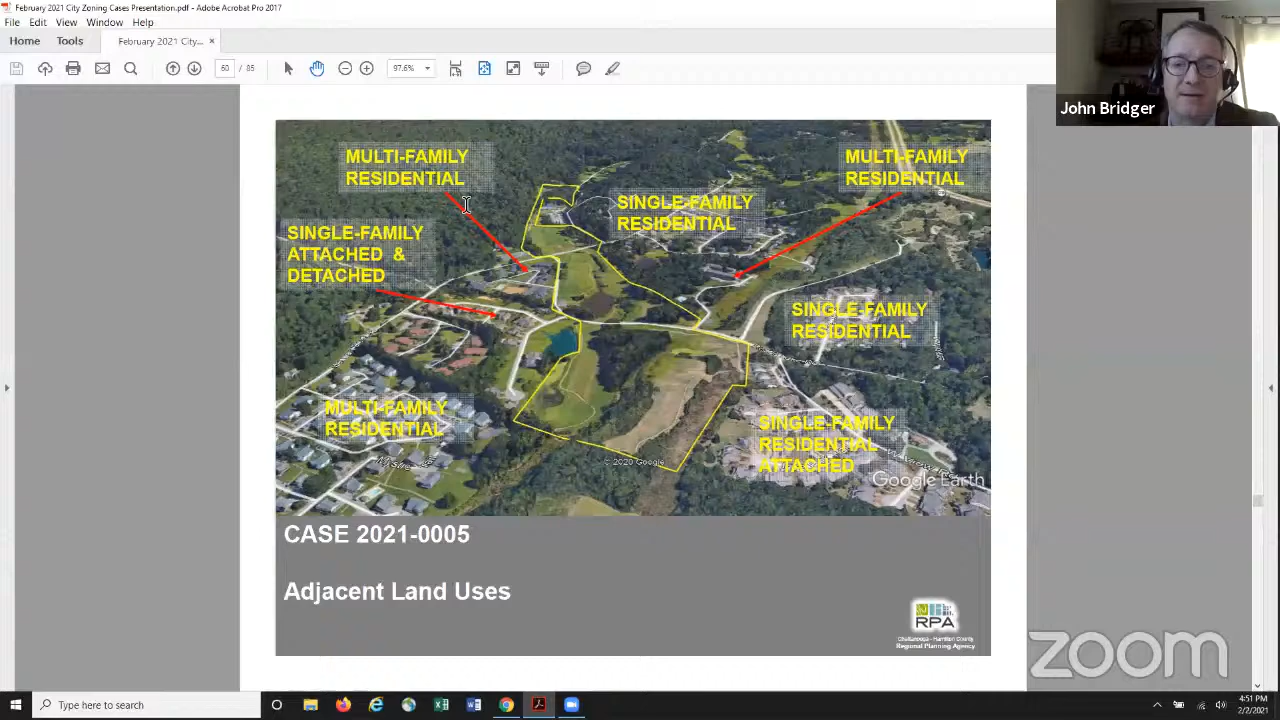 February 2021 City Zoning Cases Presentation.pdf - Adobe Acrobat Pro 2017
File Edit View Window Help
Home Tools February 2021 City... ×
60 / 85 97.6%
John Bridger
MULTI-FAMILY
RESIDENTIAL
MULTI-FAMILY
RESIDENTIAL
SINGLE-FAMILY
RESIDENTIAL
SINGLE-FAMILY
ATTACHED &
DETACHED
SINGLE-FAMILY
RESIDENTIAL
MULTI-FAMILY
RESIDENTIAL
SINGLE-FAMILY
RESIDENTIAL
ATTACHED
© 2020 Google
Google Earth
CASE 2021-0005
Adjacent Land Uses
RPA
Chattanooga - Hamilton County
Regional Planning Agency
zoom
Type here to search
4:51 PM
2/2/2021